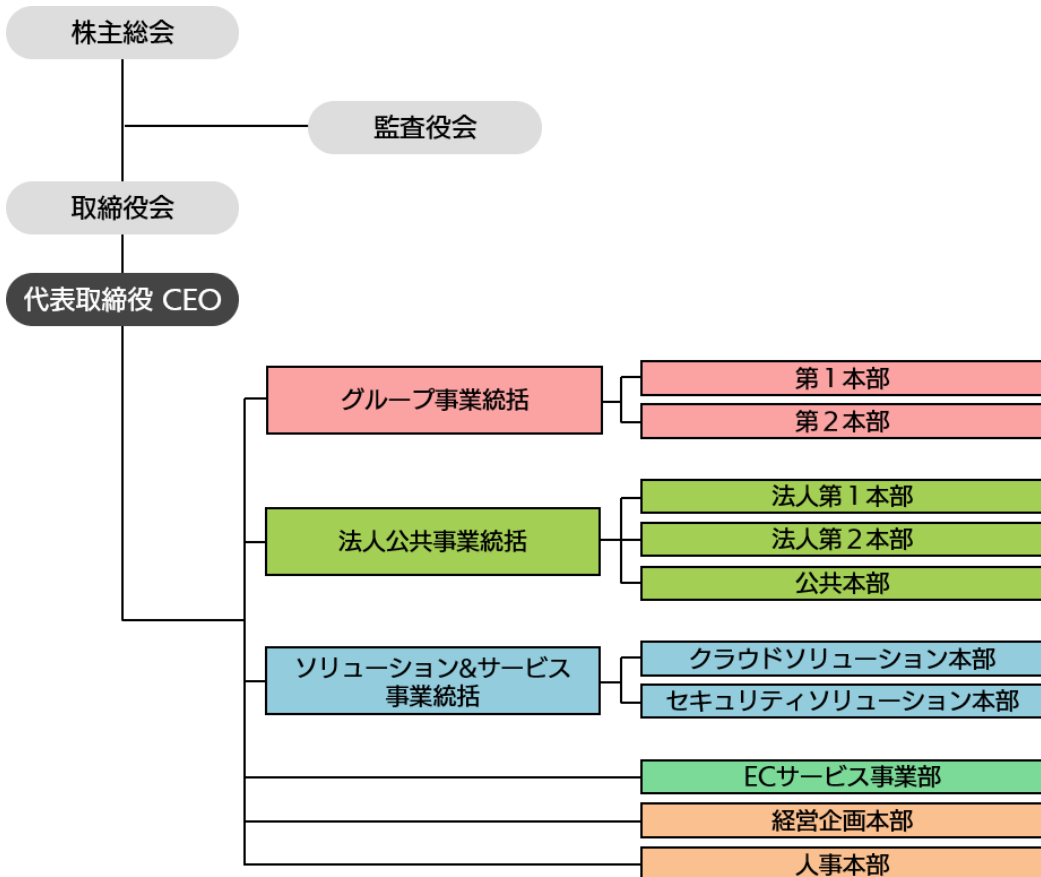 株主総会
監査役会
取締役会
代表取締役 CEO
グループ事業統括
第１本部
第２本部
法人公共事業統括
法人第１本部
法人第２本部
公共本部
ソリューション&サービス
事業統括
クラウドソリューション本部
セキュリティソリューション本部
ECサービス事業部
経営企画本部
人事本部